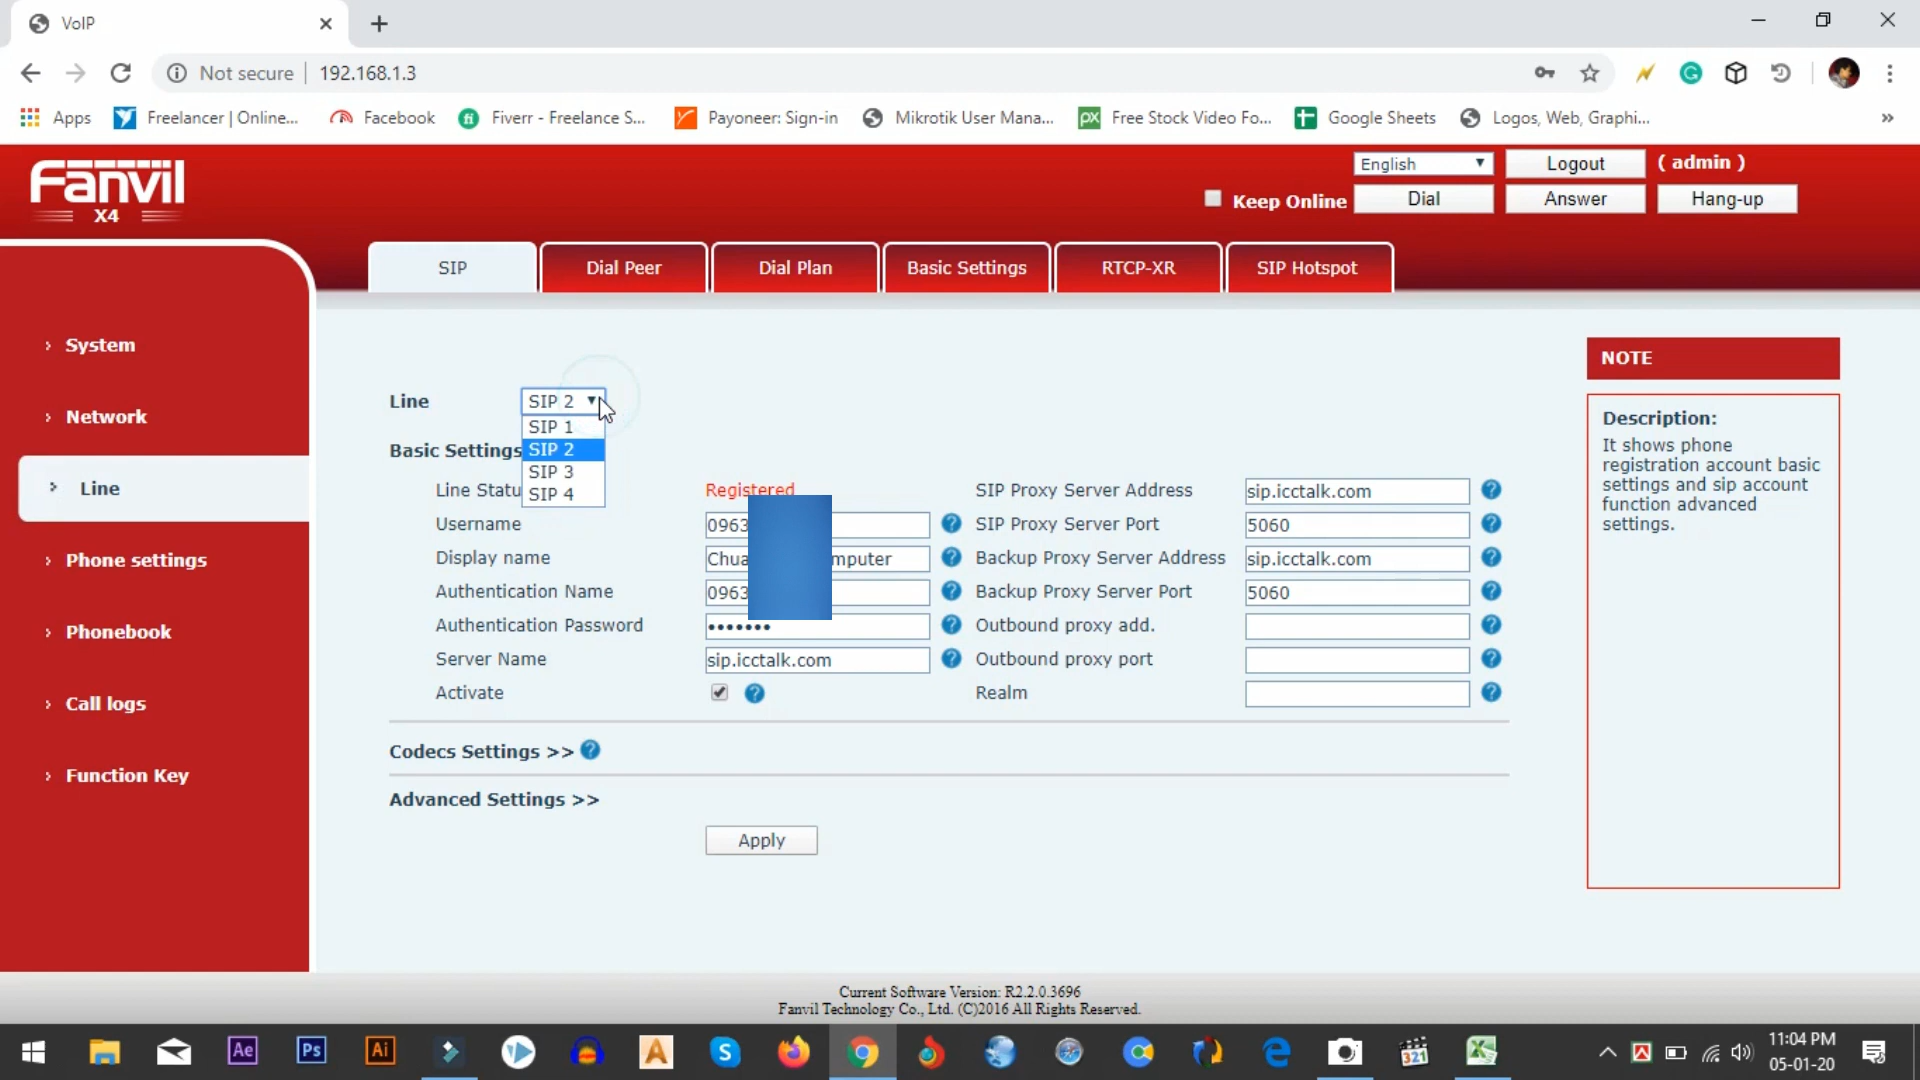 VoIP
Not secure
192.168.1.3
Apps
Freelancer | Online...
Facebook
Fiverr - Freelance S...
Payoneer: Sign-in
Mikrotik User Mana...
px
Free Stock Video Fo...
Google Sheets
Logos, Web, Graphi...
»
Fanvil
X4
English
Logout
( admin )
Keep Online
Dial
Answer
Hang-up
SIP
Dial Peer
Dial Plan
Basic Settings
RTCP-XR
SIP Hotspot
System
Network
Line
Phone settings
Phonebook
Call logs
Function Key
Line
SIP 2
SIP 1
SIP 2
SIP 3
SIP 4
Basic Settings
Line Statu
Registered
Username
0963
Display name
Chua
mputer
Authentication Name
0963
Authentication Password
•••••••
Server Name
sip.icctalk.com
Activate
SIP Proxy Server Address
sip.icctalk.com
SIP Proxy Server Port
5060
Backup Proxy Server Address
sip.icctalk.com
Backup Proxy Server Port
5060
Outbound proxy add.
Outbound proxy port
Realm
Codecs Settings >>
Advanced Settings >>
Apply
NOTE
Description:
It shows phone
registration account basic
settings and sip account
function advanced
settings.
Current Software Version: R2.2.0.3696
Fanvil Technology Co., Ltd. (C)2016 All Rights Reserved.
Ae
Ps
Ai
321
11:04 PM
05-01-20